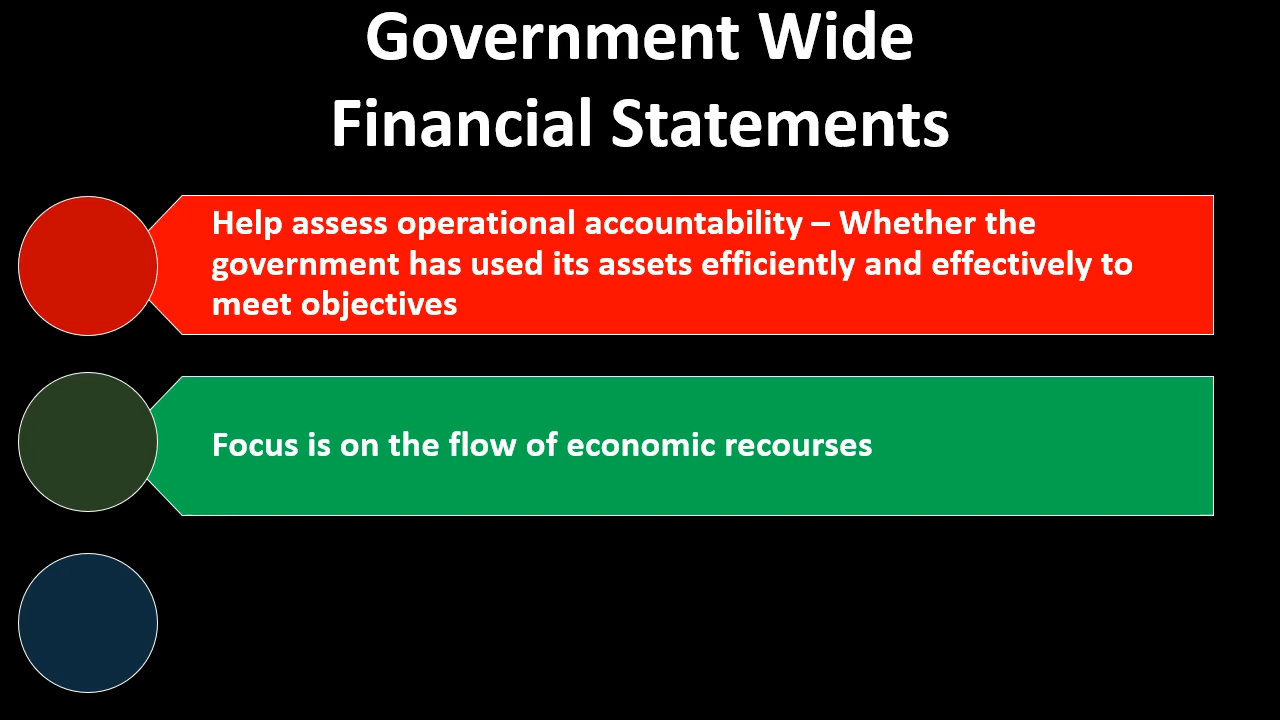 Government Wide
Financial Statements
Help assess operational accountability – Whether the
government has used its assets efficiently and effectively to
meet objectives
Focus is on the flow of economic recourses